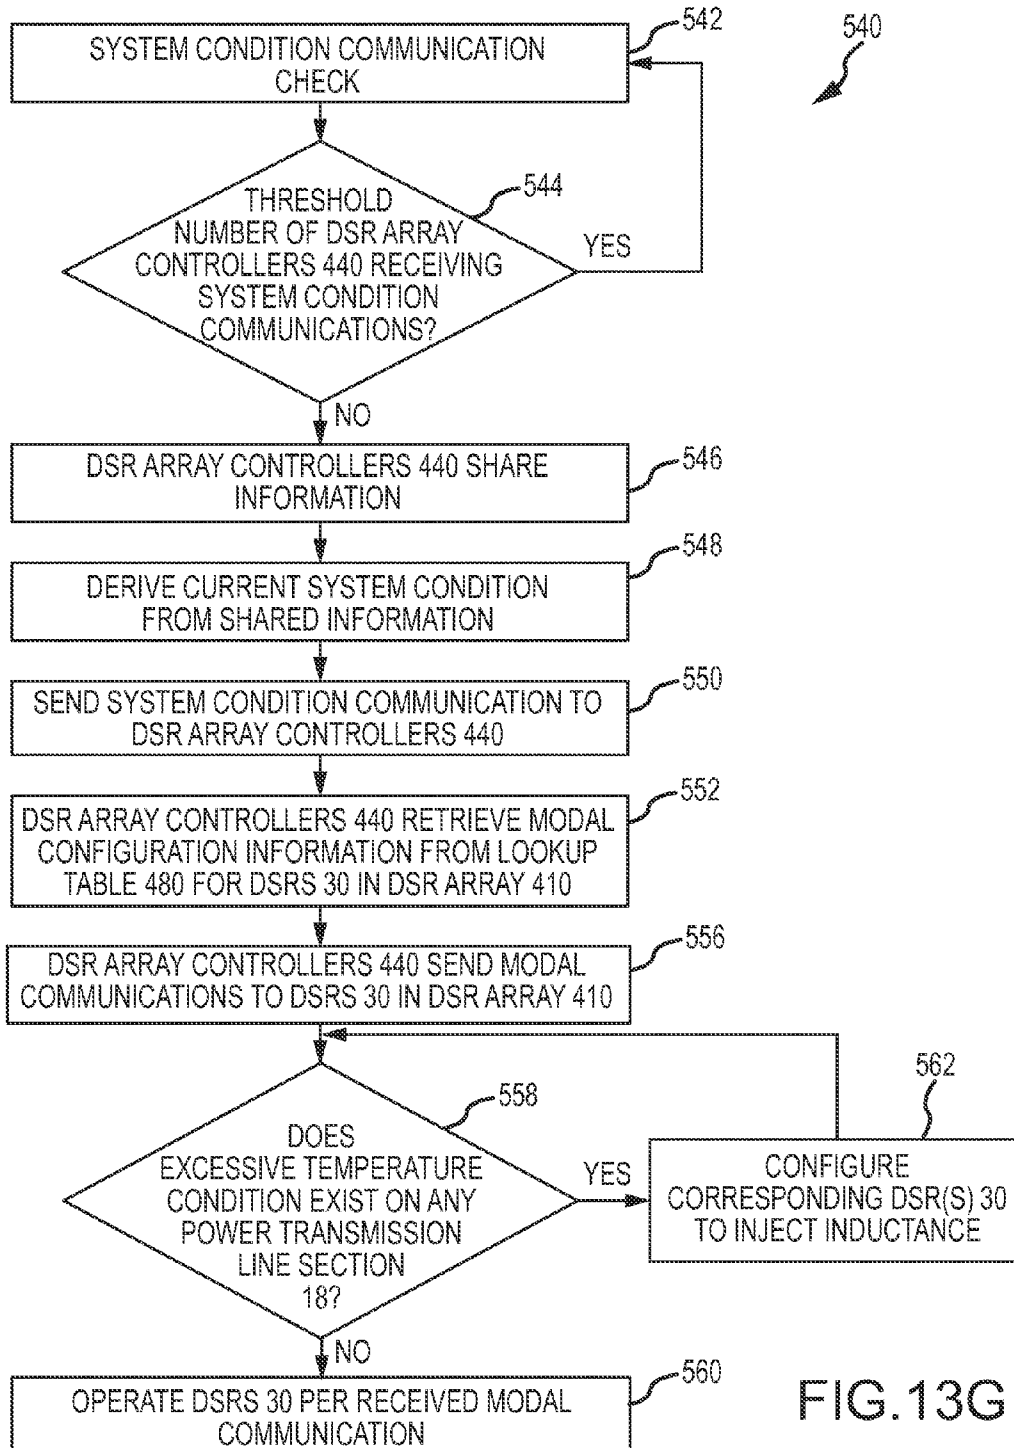 540
542
SYSTEM CONDITION COMMUNICATION
CHECK
544
THRESHOLD
NUMBER OF DSR ARRAY
CONTROLLERS 440 RECEIVING
SYSTEM CONDITION
COMMUNICATIONS?
YES
NO
546
DSR ARRAY CONTROLLERS 440 SHARE
INFORMATION
548
DERIVE CURRENT SYSTEM CONDITION
FROM SHARED INFORMATION
550
SEND SYSTEM CONDITION COMMUNICATION TO
DSR ARRAY CONTROLLERS 440
552
DSR ARRAY CONTROLLERS 440 RETRIEVE MODAL
CONFIGURATION INFORMATION FROM LOOKUP
TABLE 480 FOR DSRS 30 IN DSR ARRAY 410
556
DSR ARRAY CONTROLLERS 440 SEND MODAL
COMMUNICATIONS TO DSRS 30 IN DSR ARRAY 410
558
DOES
EXCESSIVE TEMPERATURE
CONDITION EXIST ON ANY
POWER TRANSMISSION
LINE SECTION
18?
YES
562
CONFIGURE
CORRESPONDING DSR(S) 30
TO INJECT INDUCTANCE
NO
560
OPERATE DSRS 30 PER RECEIVED MODAL
COMMUNICATION
FIG.13G